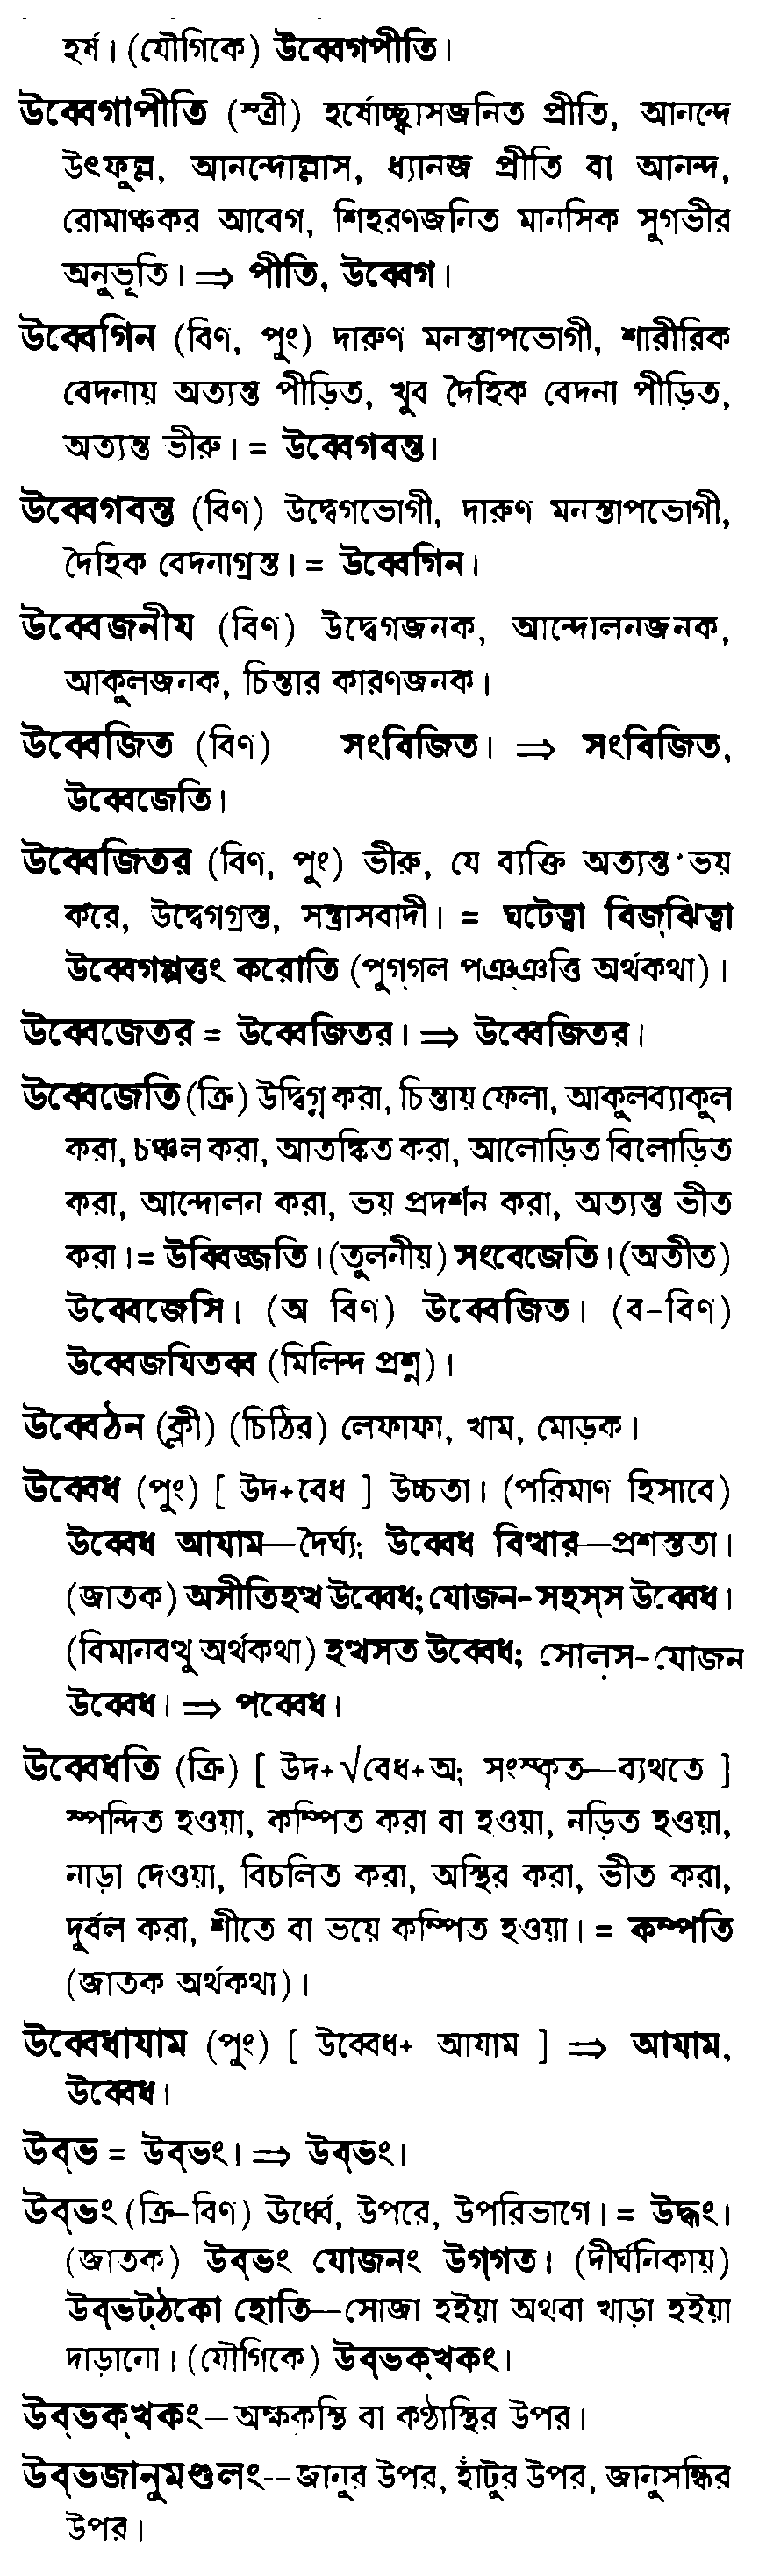 হর্ষ। (যৌগিকে) উব্বেগপীতি।
উব্বেগাপীতি (স্ত্রী) হর্ষোচ্ছ্বাসজনিত প্রীতি, আনন্দে
উৎফুল্ল, আনন্দোল্লাস, ধ্যানজ প্রীতি বা আনন্দ,
রোমাঞ্চকর আবেগ, শিহরণজনিত মানসিক সুগভীর
অনুভূতি। ⇒ পীতি, উব্বেগ।
উব্বেগিন (বিণ, পুং) দারুণ মনস্তাপভোগী, শারীরিক
বেদনায় অত্যন্ত পীড়িত, খুব দৈহিক বেদনা পীড়িত,
অত্যন্ত ভীরু। = উব্বেগবন্ত।
উব্বেগবন্ত (বিণ) উদ্বেগভোগী, দারুণ মনস্তাপভোগী,
দৈহিক বেদনাগ্রস্ত। = উব্বেগিন।
উব্বেজনীয (বিণ) উদ্বেগজনক, আন্দোলনজনক,
আকুলজনক, চিন্তার কারণজনক।
উব্বেজিত (বিণ) সংবিজিত। ⇒ সংবিজিত,
উব্বেজেতি।
উব্বেজিতর (বিণ, পুং) ভীরু, যে ব্যক্তি অত্যন্ত ভয়
করে, উদ্বেগগ্রস্ত, সন্ত্রাসবাদী। = ঘটেত্বা বিজ্‌ঝিত্বা
উব্বেগপ্পত্তং করোতি (পুগ্‌গল পঞ্‌ঞত্তি অর্থকথা)।
উব্বেজেতর = উব্বেজিতর। ⇒ উব্বেজিতর।
উব্বেজেতি (ক্রি) উদ্বিগ্ন করা, চিন্তায় ফেলা, আকুলব্যাকুল
করা, চঞ্চল করা, আতঙ্কিত করা, আলোড়িত বিলোড়িত
করা, আন্দোলন করা, ভয় প্রদর্শন করা, অত্যন্ত ভীত
করা। = উব্বিজ্জতি। (তুলনীয়) সংবেজেতি। (অতীত)
উব্বেজেসি। (অ বিণ) উব্বেজিত। (ব-বিণ)
উব্বেজযিতব্ব (মিলিন্দ প্রশ্ন)।
উব্বেঠন (ক্লী) (চিঠির) লেফাফা, খাম, মোড়ক।
উব্বেধ (পুং) [ উদ+বেধ ] উচ্চতা। (পরিমাণ হিসাবে)
উব্বেধ আযাম—দৈর্ঘ্য; উব্বেধ বিত্থার—প্রশস্ততা।
(জাতক) অসীতিহত্থ উব্বেধ; যোজন-সহস্‌স উব্বেধ।
(বিমানবত্থু অর্থকথা) হত্থসত উব্বেধ; সোল়স-যোজন
উব্বেধ। ⇒ পব্বেধ।
উব্বেধতি (ক্রি) [ উদ+√বেধ+অ; সংস্কৃত—ব্যথতে ]
স্পন্দিত হওয়া, কম্পিত করা বা হওয়া, নড়িত হওয়া,
নাড়া দেওয়া, বিচলিত করা, অস্থির করা, ভীত করা,
দুর্বল করা, শীতে বা ভয়ে কম্পিত হওয়া। = কম্পতি
(জাতক অর্থকথা)।
উব্বেধাযাম (পুং) [ উব্বেধ+ আযাম ] ⇒ আযাম,
উব্বেধ।
উব্‌ভ = উব্‌ভং। ⇒ উব্‌ভং।
উব্‌ভং (ক্রি-বিণ) উর্ধ্বে, উপরে, উপরিভাগে। = উদ্ধং।
(জাতক) উব্‌ভং যোজনং উগ্‌গত। (দীর্ঘনিকায়)
উব্‌ভট্‌ঠকো হোতি—সোজা হইয়া অথবা খাড়া হইয়া
দাড়ানো। (যৌগিকে) উব্‌ভক্‌খকং।
উব্‌ভক্‌খকং—অক্ষকস্তি বা কণ্ঠাস্থির উপর।
উব্‌ভজানুমণ্ডলং--জানুর উপর, হাঁটুর উপর, জানুসন্ধির
উপর।